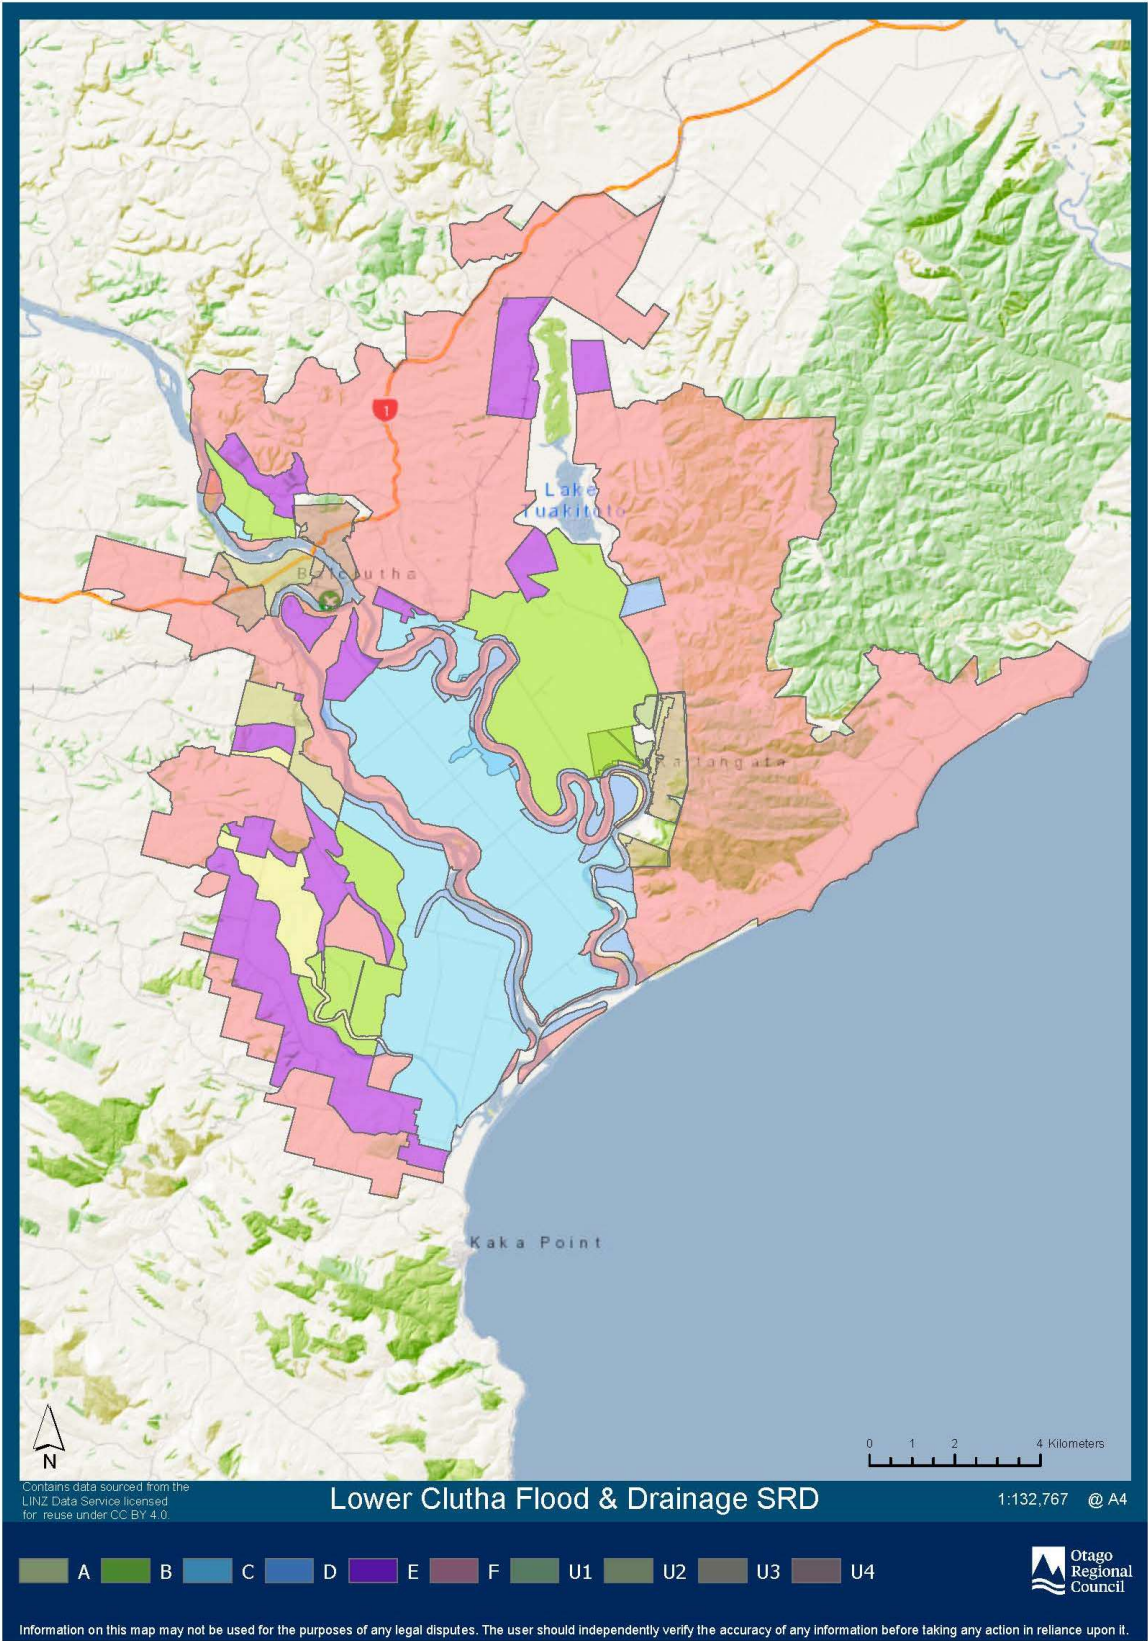 1
Lake
Tuakitoto
Balclutha
Kaitangata
Kaka Point
N
0 1 2 4 Kilometers
Contains data sourced from the
LINZ Data Service licensed
for reuse under CC BY 4.0.
Lower Clutha Flood & Drainage SRD
1:132,767 @ A4
A B C D E F U1 U2 U3 U4
Otago
Regional
Council
Information on this map may not be used for the purposes of any legal disputes. The user should independently verify the accuracy of any information before taking any action in reliance upon it.